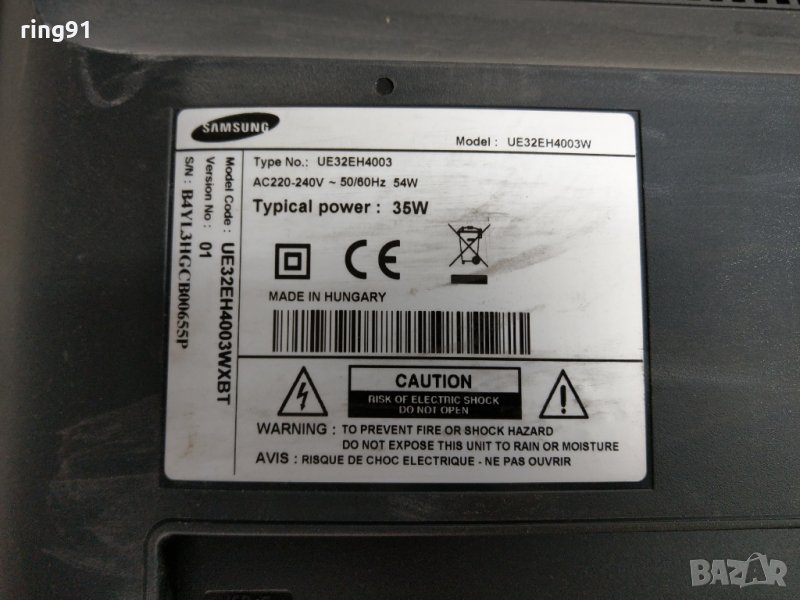 ring91
SAMSUNG
Model : UE32EH4003W
Type No.: UE32EH4003
AC220-240V ~ 50/60Hz 54W
Typical power : 35W
CE
MADE IN HUNGARY
CAUTION
RISK OF ELECTRIC SHOCK
DO NOT OPEN
WARNING : TO PREVENT FIRE OR SHOCK HAZARD
DO NOT EXPOSE THIS UNIT TO RAIN OR MOISTURE
AVIS : RISQUE DE CHOC ELECTRIQUE - NE PAS OUVRIR
Model Code : UE32EH4003WXBT
Version No : 01
S/N : B4YL3HGCB00655P
BAZAR